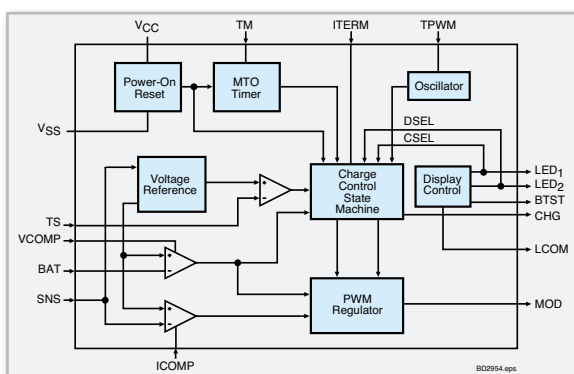 VCC
TM
ITERM
TPWM
Power-On
Reset
MTO
Timer
Oscillator
VSS
DSEL
CSEL
Voltage
Reference
Charge
Control
State
Machine
Display
Control
LED1
LED2
BTST
CHG
TS
VCOMP
BAT
LCOM
SNS
PWM
Regulator
MOD
ICOMP
BD2954.eps